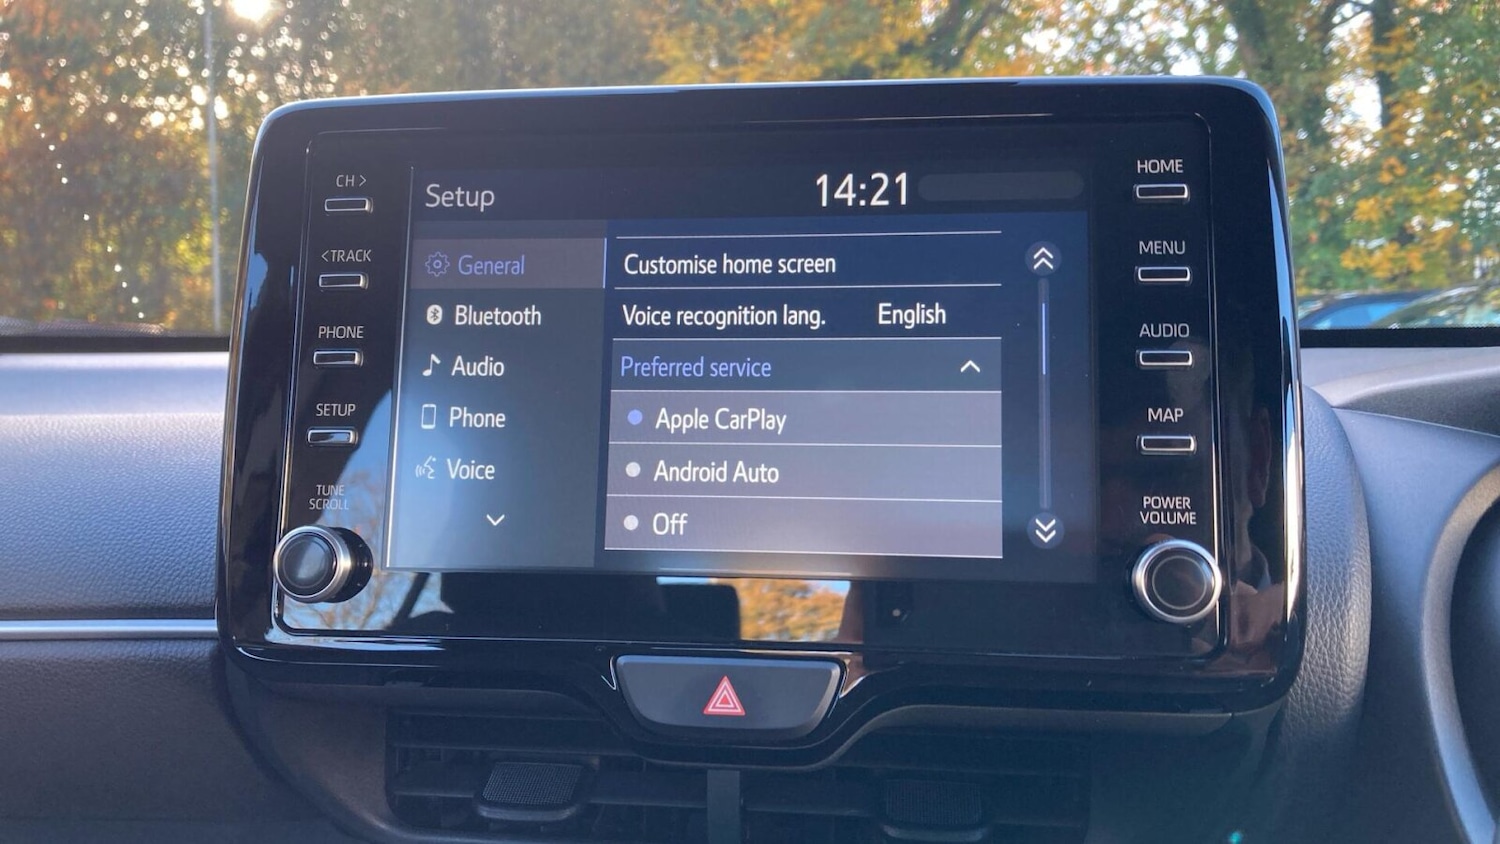 CH >
< TRACK
PHONE
SETUP
TUNE
SCROLL
Setup
14:21
General
Bluetooth
Audio
Phone
Voice
Customise home screen
Voice recognition lang. English
Preferred service
Apple CarPlay
Android Auto
Off
HOME
MENU
AUDIO
MAP
POWER
VOLUME